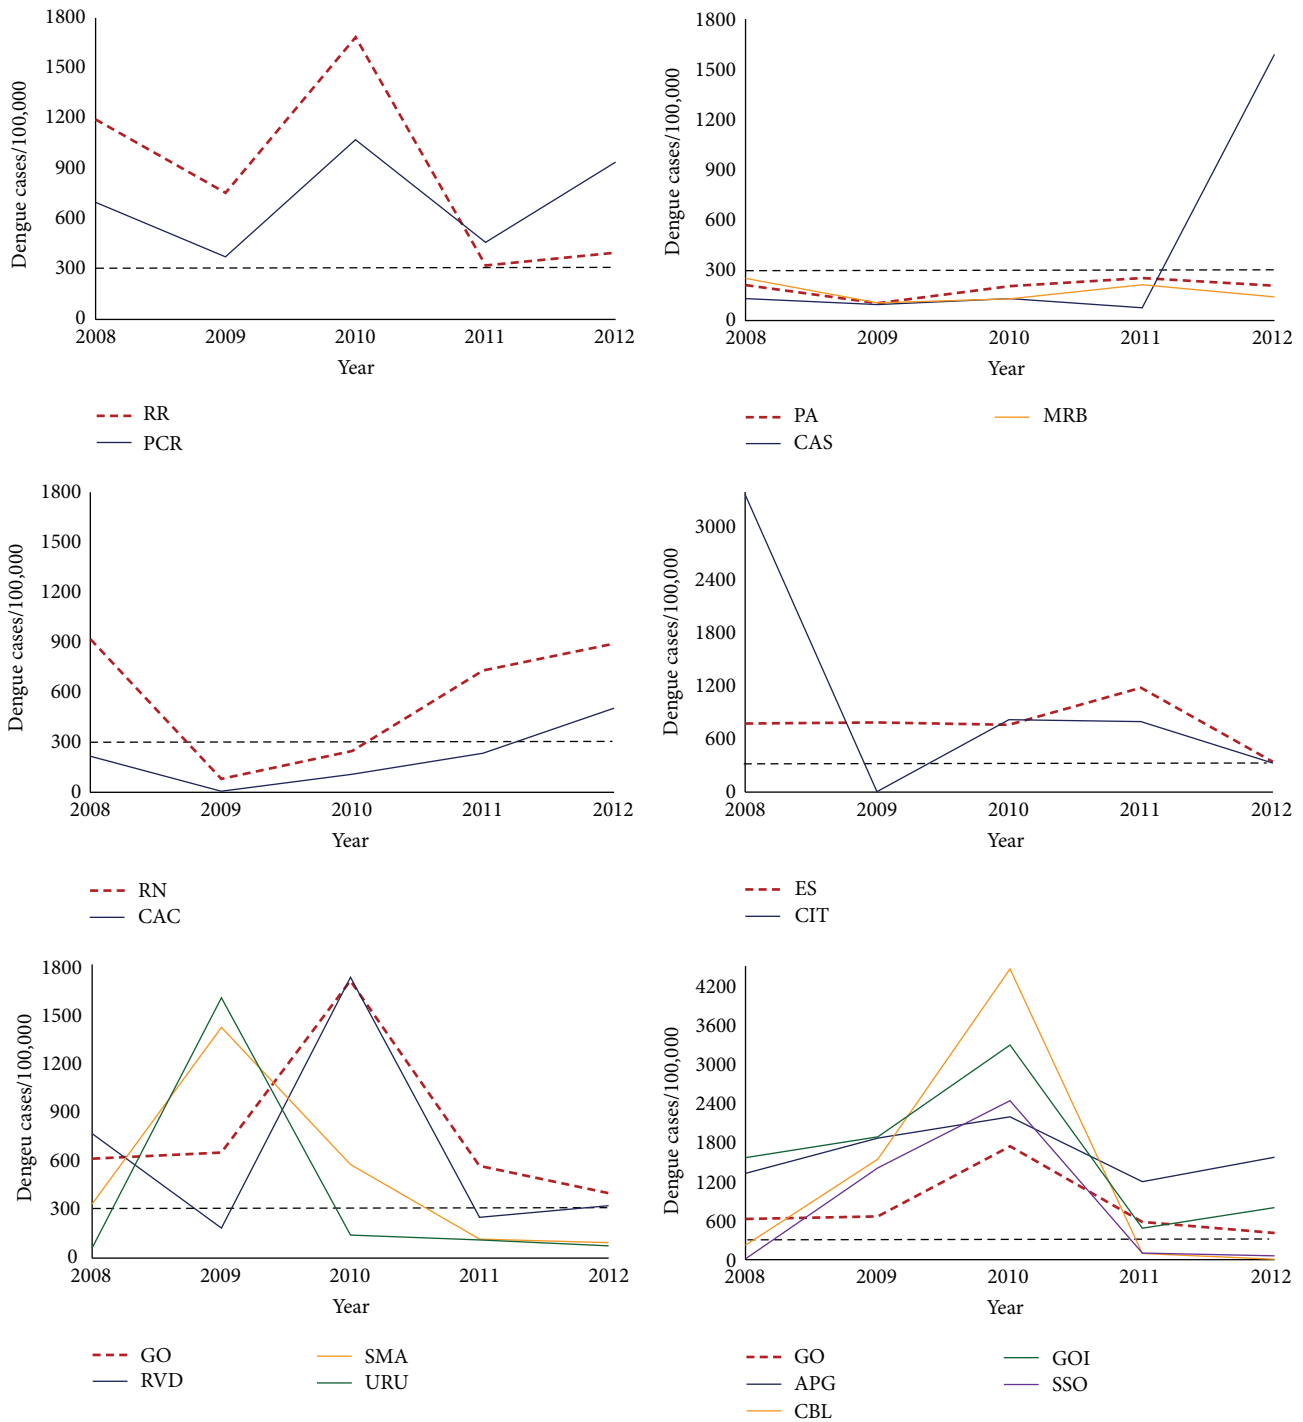 1800
1500
1200
900
600
300
0
Dengue cases/100,000
2008 2009 2010 2011 2012
Year
RR
PCR
1800
1500
1200
900
600
300
0
Dengue cases/100,000
2008 2009 2010 2011 2012
Year
PA MRB
CAS
1800
1500
1200
900
600
300
0
Dengue cases/100,000
2008 2009 2010 2011 2012
Year
RN
CAC
3000
2400
1800
1200
600
0
Dengue cases/100,000
2008 2009 2010 2011 2012
Year
ES
CIT
1800
1500
1200
900
600
300
0
Dengeu cases/100,000
2008 2009 2010 2011 2012
Year
GO SMA
RVD URU
4200
3600
3000
2400
1800
1200
600
0
Dengue cases/100,000
2008 2009 2010 2011 2012
Year
GO GOI
APG SSO
CBL